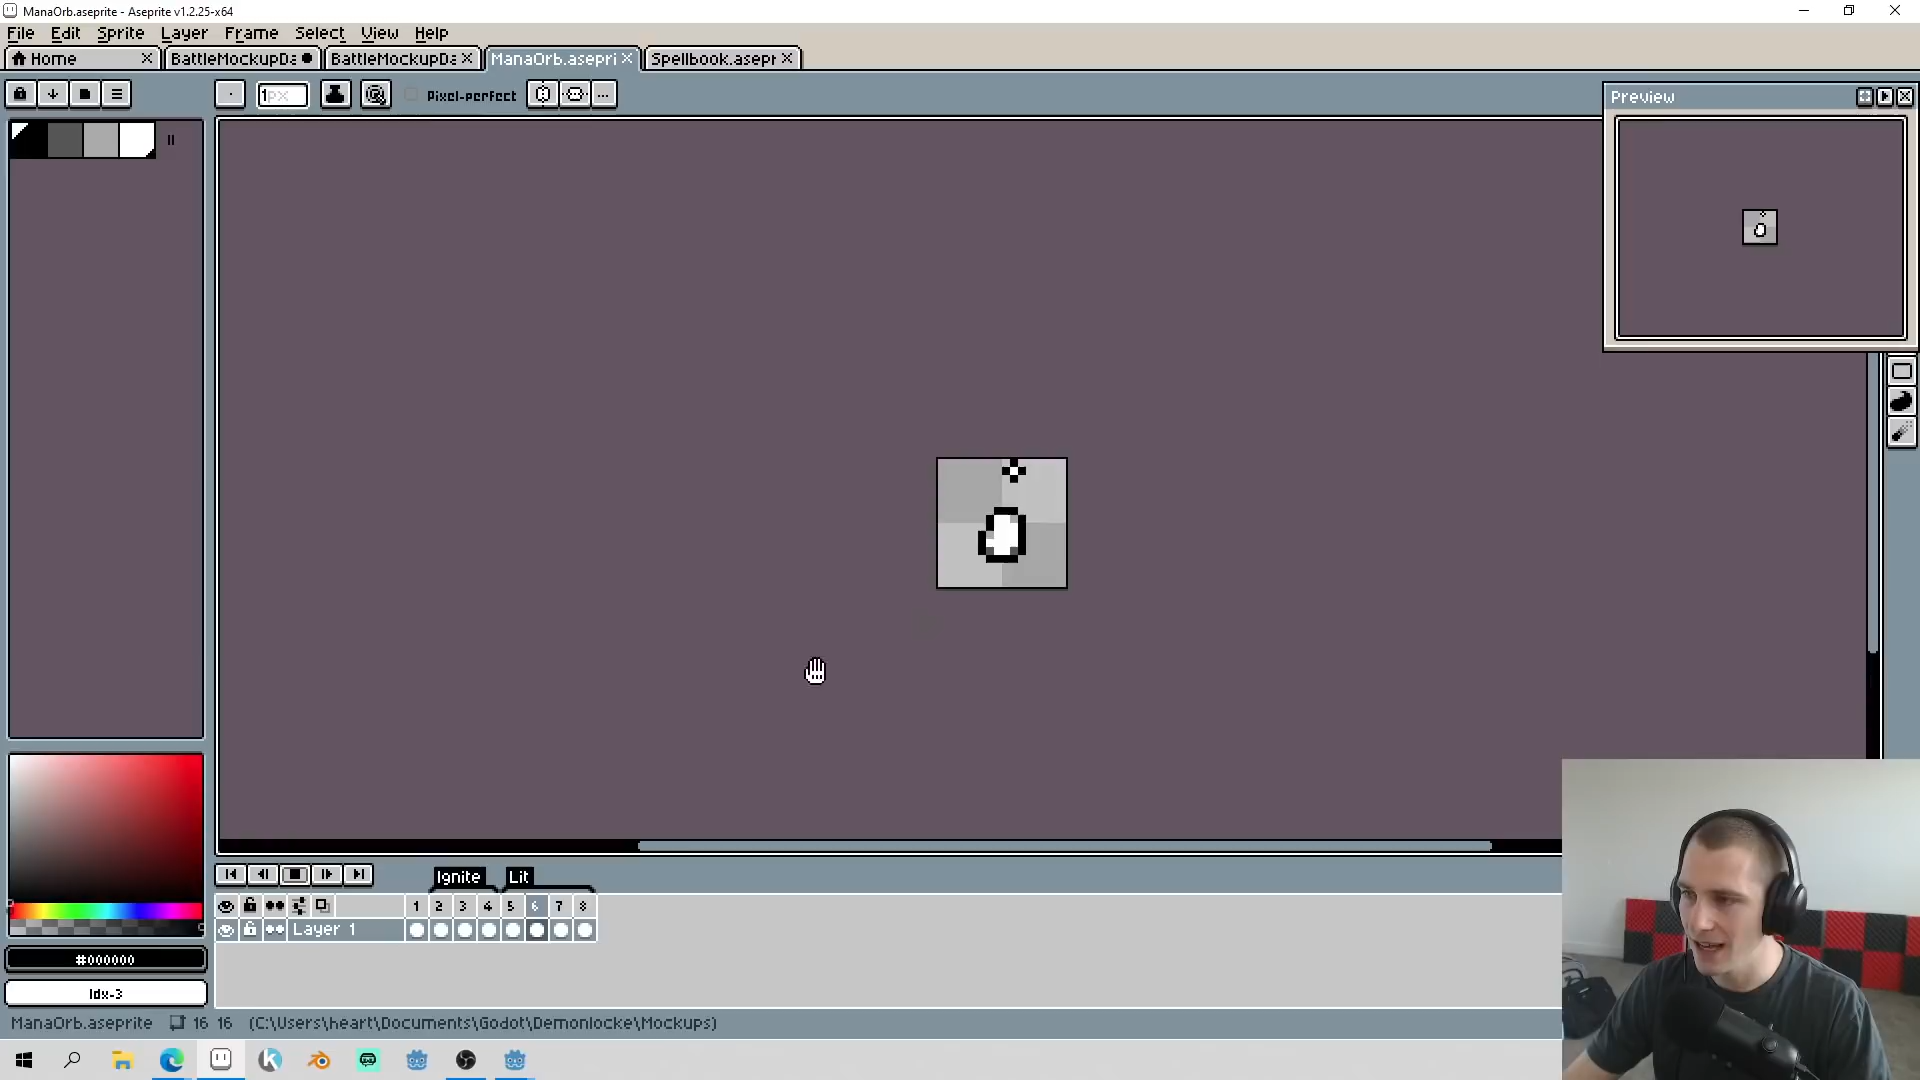 ManaOrb.aseprite - Aseprite v1.2.25-x64
File Edit Sprite Layer Frame Select View Help
Home BattleMockupDa BattleMockupDa ManaOrb.asepri Spellbook.asepr
1px Pixel-perfect ...
Preview
Ignite Lit
1 2 3 4 5 6 7 8
Layer 1
#000000
Idx-3
ManaOrb.aseprite 16 16 (C:\Users\heart\Documents\Godot\Demonlocke\Mockups)